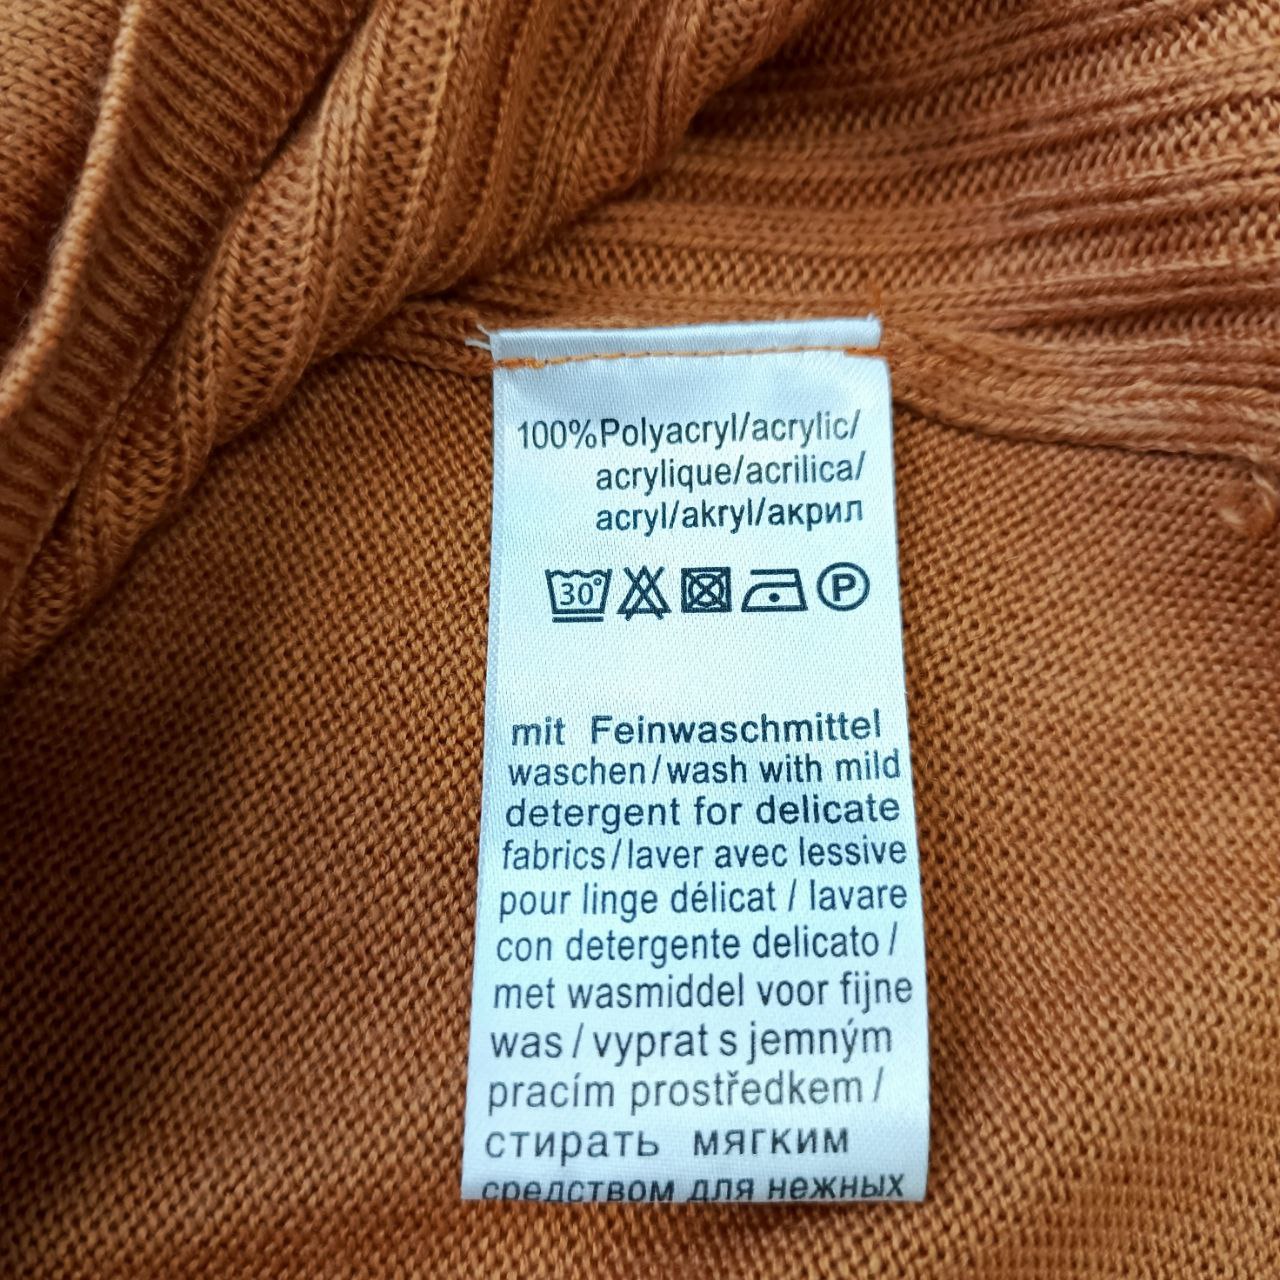 100%Polyacryl/acrylic/
acrylique/acrilica/
acryl/akryl/акрил
30°
P
mit Feinwaschmittel
waschen/wash with mild
detergent for delicate
fabrics/laver avec lessive
pour linge délicat / lavare
con detergente delicato /
met wasmiddel voor fijne
was / vyprat s jemným
pracím prostředkem /
стирать мягким
средством для нежных